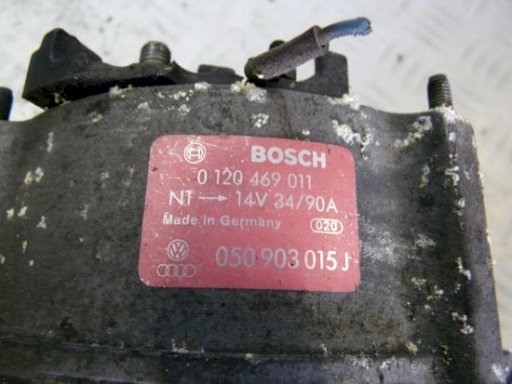 BOSCH
0 120 469 011
NT → 14V 34/90A
Made in Germany 020
050 903 015 J